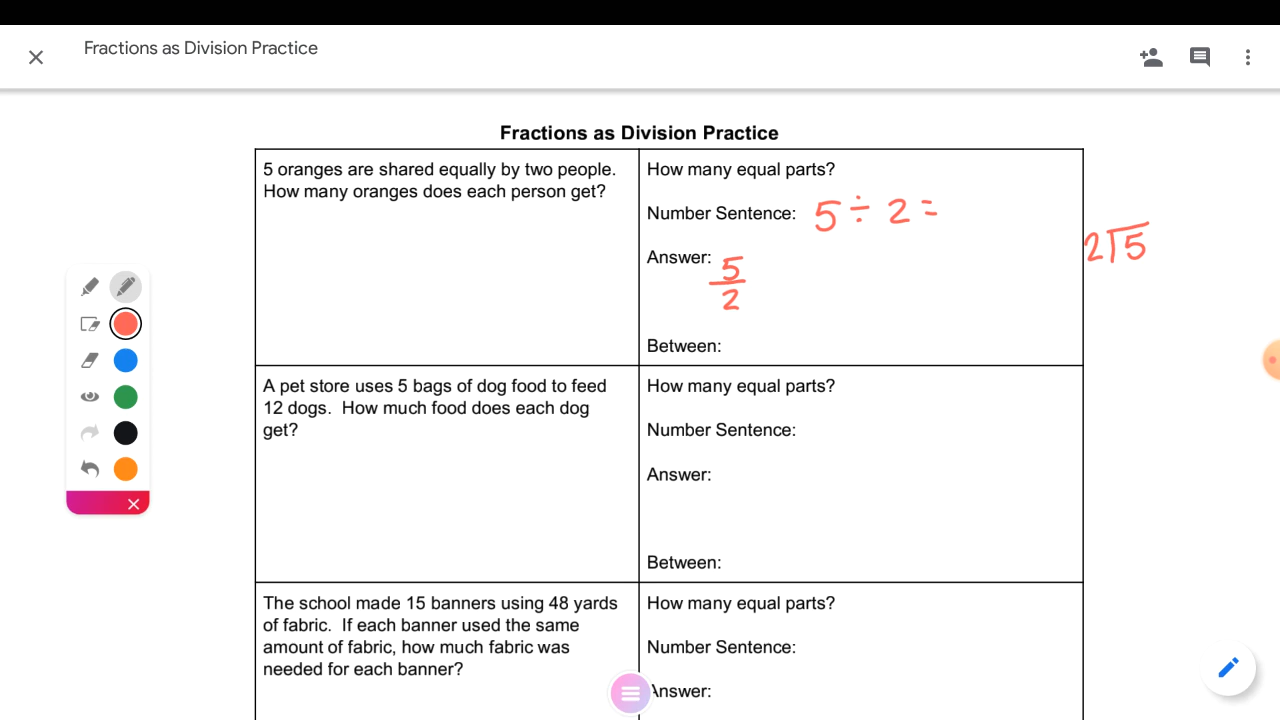 Fractions as Division Practice
Fractions as Division Practice
5 oranges are shared equally by two people.
How many oranges does each person get?
How many equal parts?
Number Sentence: 5 ÷ 2 =
Answer: 5/2
2⟌5
Between:
A pet store uses 5 bags of dog food to feed
12 dogs. How much food does each dog
get?
How many equal parts?
Number Sentence:
Answer:
Between:
The school made 15 banners using 48 yards
of fabric. If each banner used the same
amount of fabric, how much fabric was
needed for each banner?
How many equal parts?
Number Sentence:
Answer: